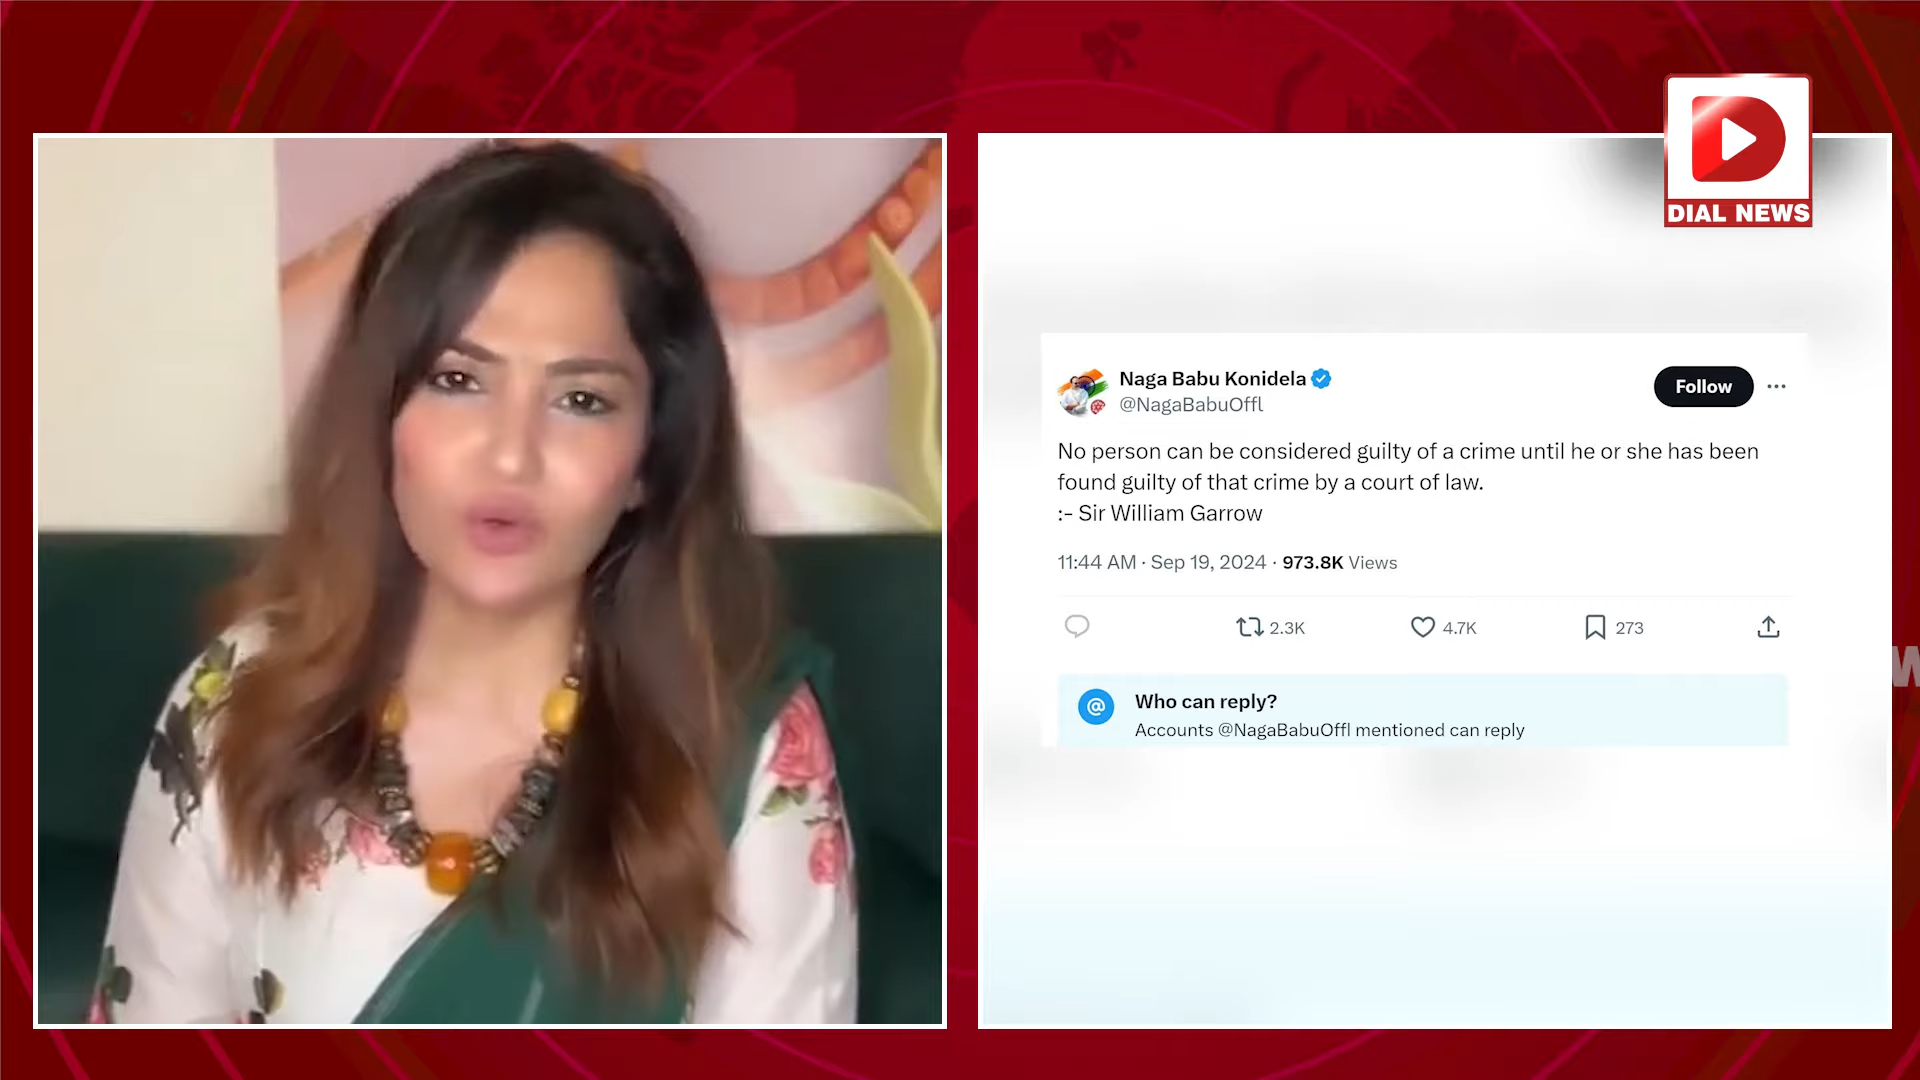 DIAL NEWS
Naga Babu Konidela
@NagaBabuOffl
Follow
No person can be considered guilty of a crime until he or she has been
found guilty of that crime by a court of law.
:- Sir William Garrow
11:44 AM · Sep 19, 2024 · 973.8K Views
2.3K
4.7K
273
W
@
Who can reply?
Accounts @NagaBabuOffl mentioned can reply